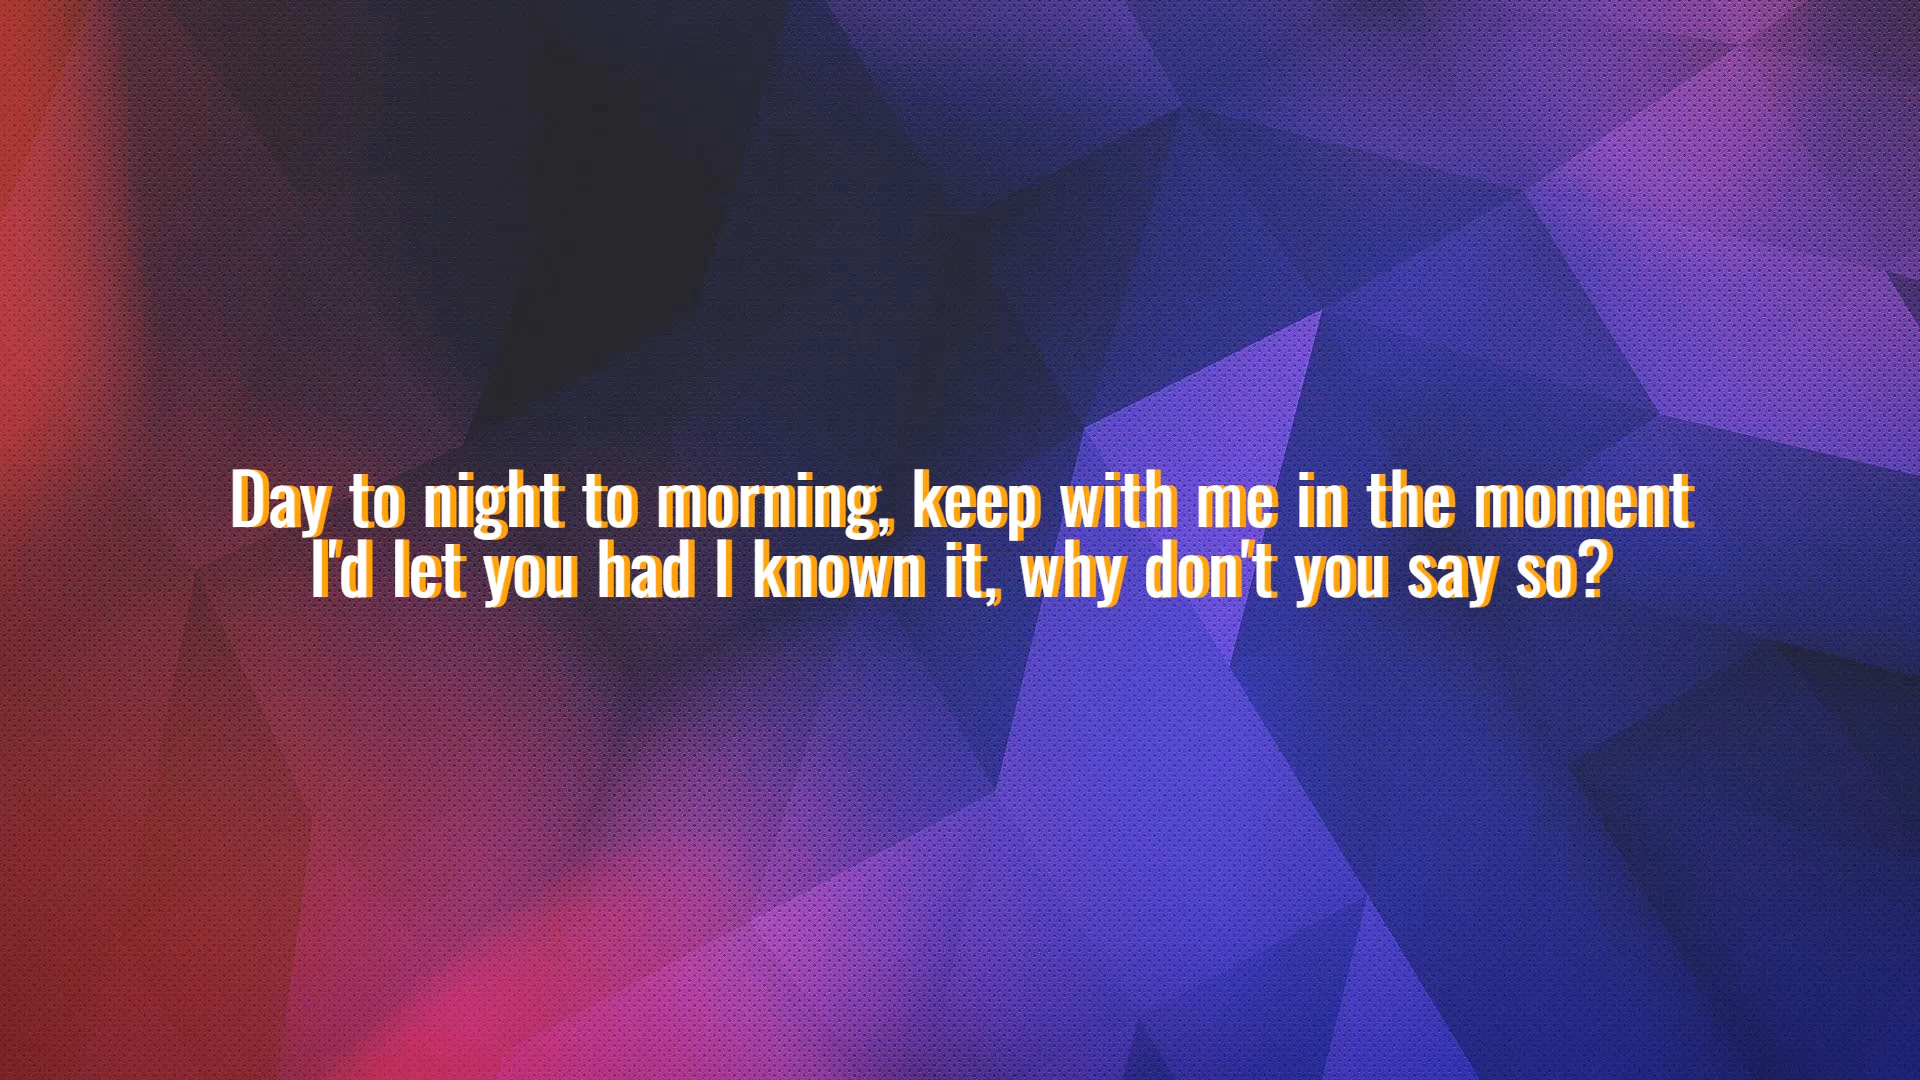 Day to night to morning, keep with me in the moment
I'd let you had I known it, why don't you say so?